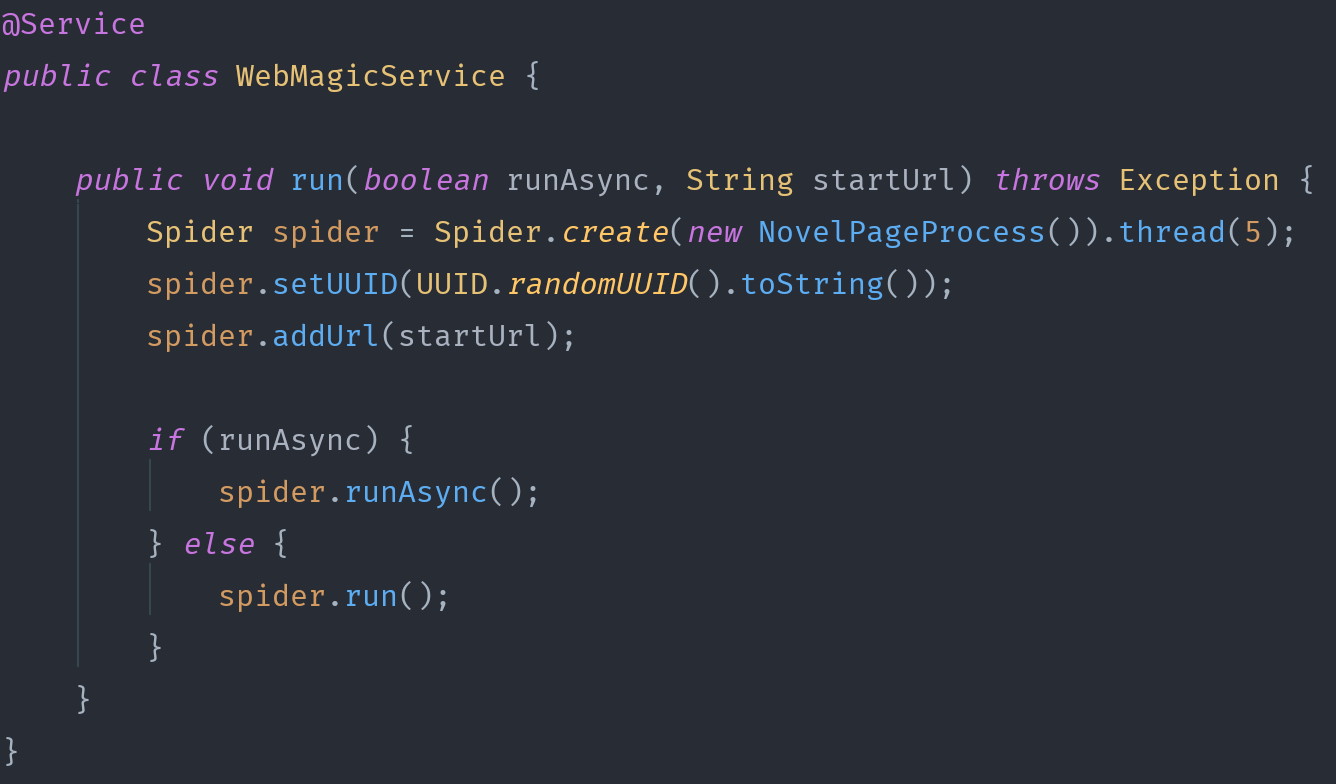 @Service
public class WebMagicService {
public void run(boolean runAsync, String startUrl) throws Exception {
Spider spider = Spider.create(new NovelPageProcess()).thread(5);
spider.setUUID(UUID.randomUUID().toString());
spider.addUrl(startUrl);
if (runAsync) {
spider.runAsync();
} else {
spider.run();
}
}
}